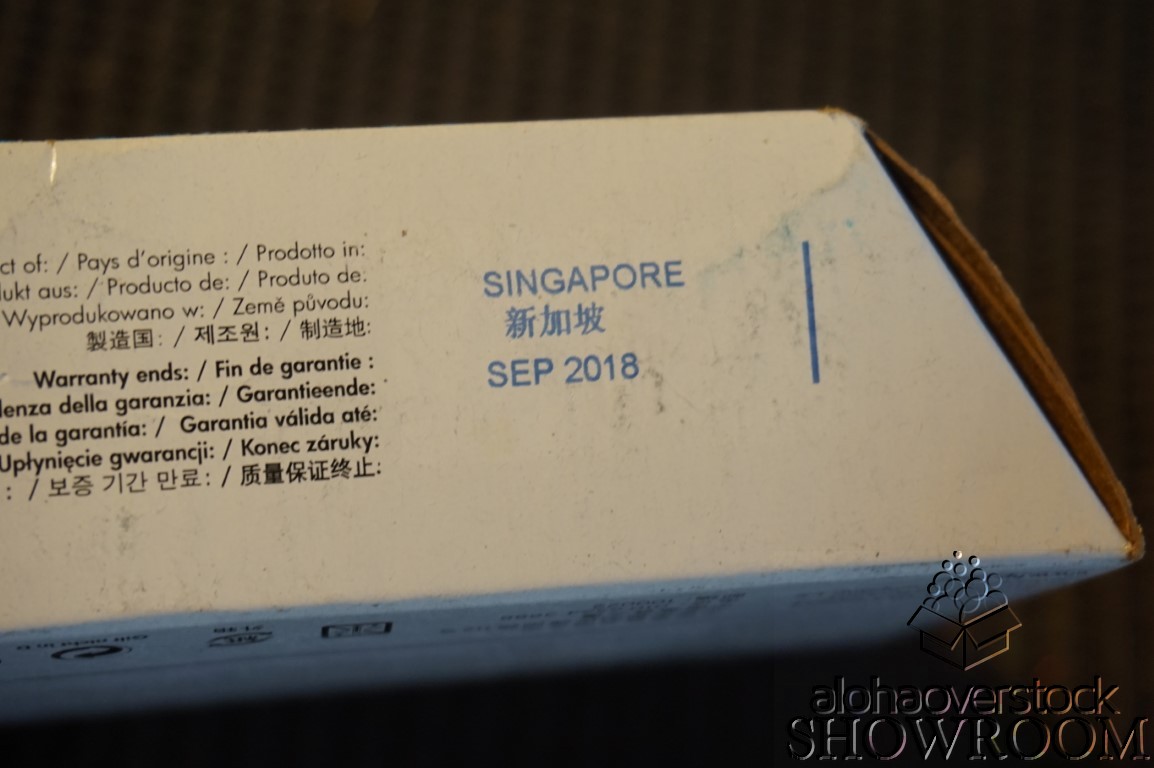 ct of: / Pays d'origine : / Prodotto in:
dukt aus: / Producto de: / Produto de:
Wyprodukowano w: / Země původu:
製造国: / 제조원: / 制造地:
SINGAPORE
新加坡
Warranty ends: / Fin de garantie :
denza della garanzia: / Garantieende:
de la garantía: / Garantia válida até:
Upłynięcie gwarancji: / Konec záruky:
: / 보증 기간 만료: / 质量保证终止:
SEP 2018
alohaoverstock
SHOWROOM